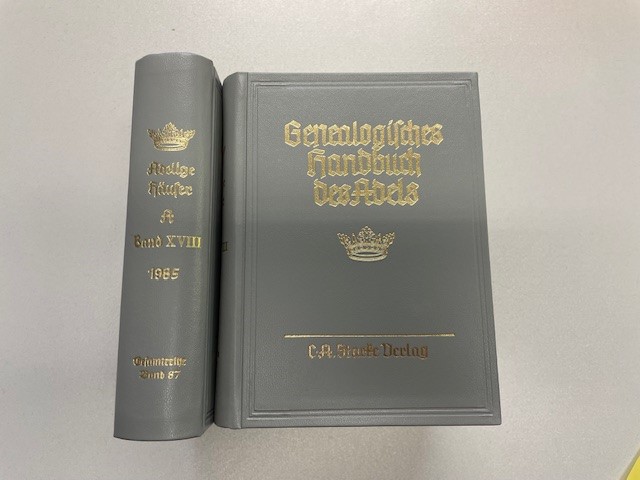 Adelige
Häuser
A
Band XVIII
1985
Gesamtreihe
Band 87
Genealogisches
Handbuch
des Adels
C.A. Starke Verlag